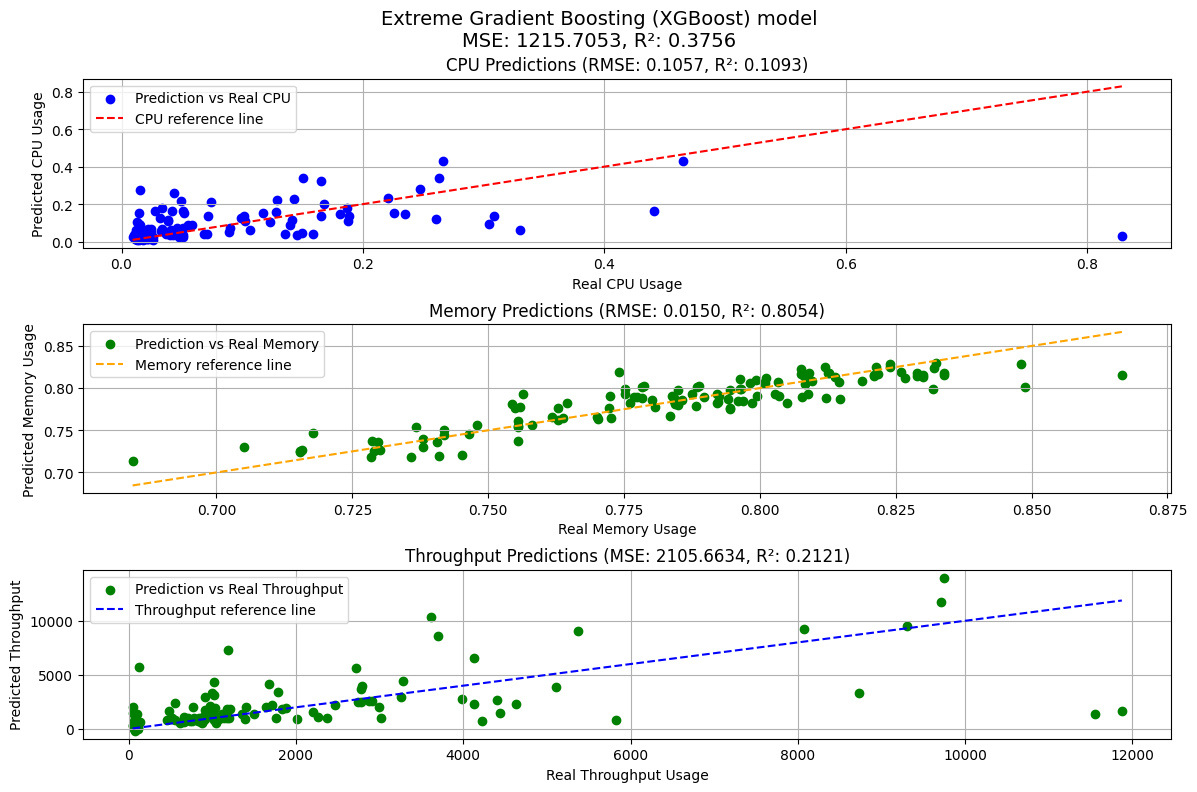 Extreme Gradient Boosting (XGBoost) model
MSE: 1215.7053, R²: 0.3756
CPU Predictions (RMSE: 0.1057, R²: 0.1093)
Prediction vs Real CPU
CPU reference line
Predicted CPU Usage
0.8
0.6
0.4
0.2
0.0
0.0 0.2 0.4 0.6 0.8
Real CPU Usage
Memory Predictions (RMSE: 0.0150, R²: 0.8054)
Prediction vs Real Memory
Memory reference line
Predicted Memory Usage
0.85
0.80
0.75
0.70
0.700 0.725 0.750 0.775 0.800 0.825 0.850 0.875
Real Memory Usage
Throughput Predictions (MSE: 2105.6634, R²: 0.2121)
Prediction vs Real Throughput
Throughput reference line
Predicted Throughput
10000
5000
0
0 2000 4000 6000 8000 10000 12000
Real Throughput Usage